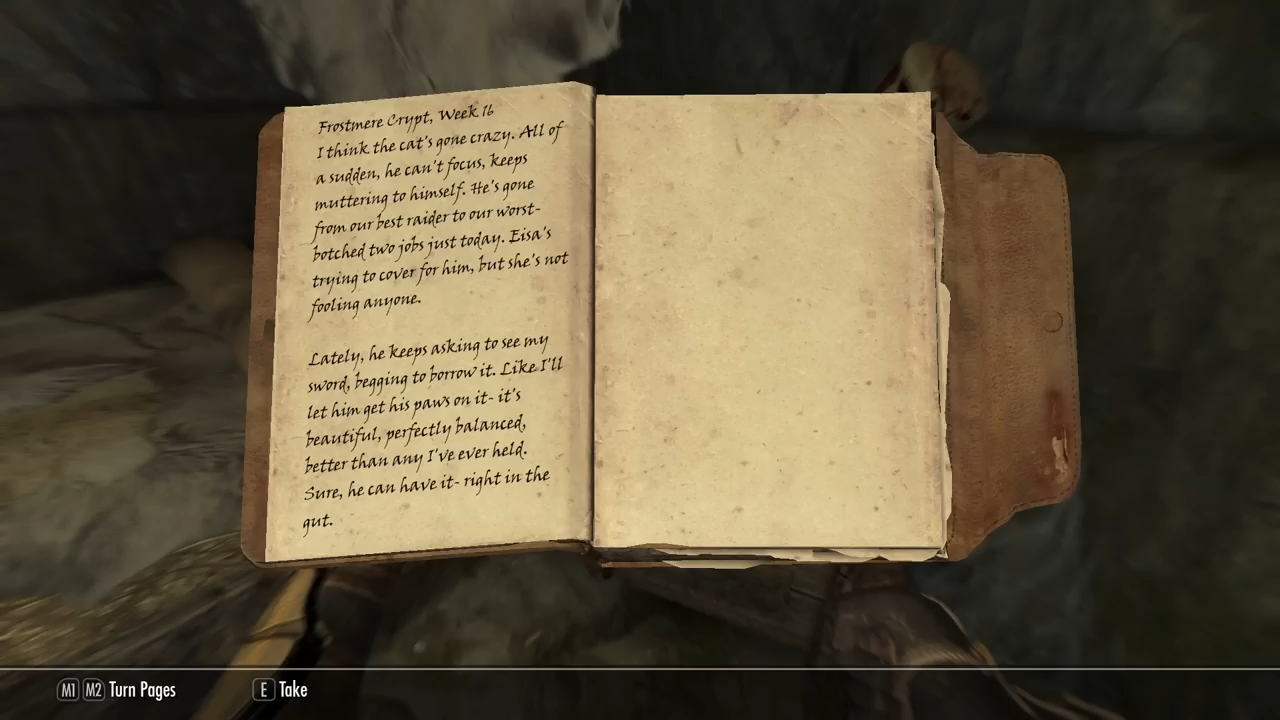 Frostmere Crypt, Week 16
I think the cat's gone crazy. All of
a sudden, he can't focus, keeps
muttering to himself. He's gone
from our best raider to our worst-
botched two jobs just today. Eisa's
trying to cover for him, but she's not
fooling anyone.
Lately, he keeps asking to see my
sword, begging to borrow it. Like I'll
let him get his paws on it- it's
beautiful, perfectly balanced,
better than any I've ever held.
Sure, he can have it- right in the
gut.
M1 M2 Turn Pages
E Take